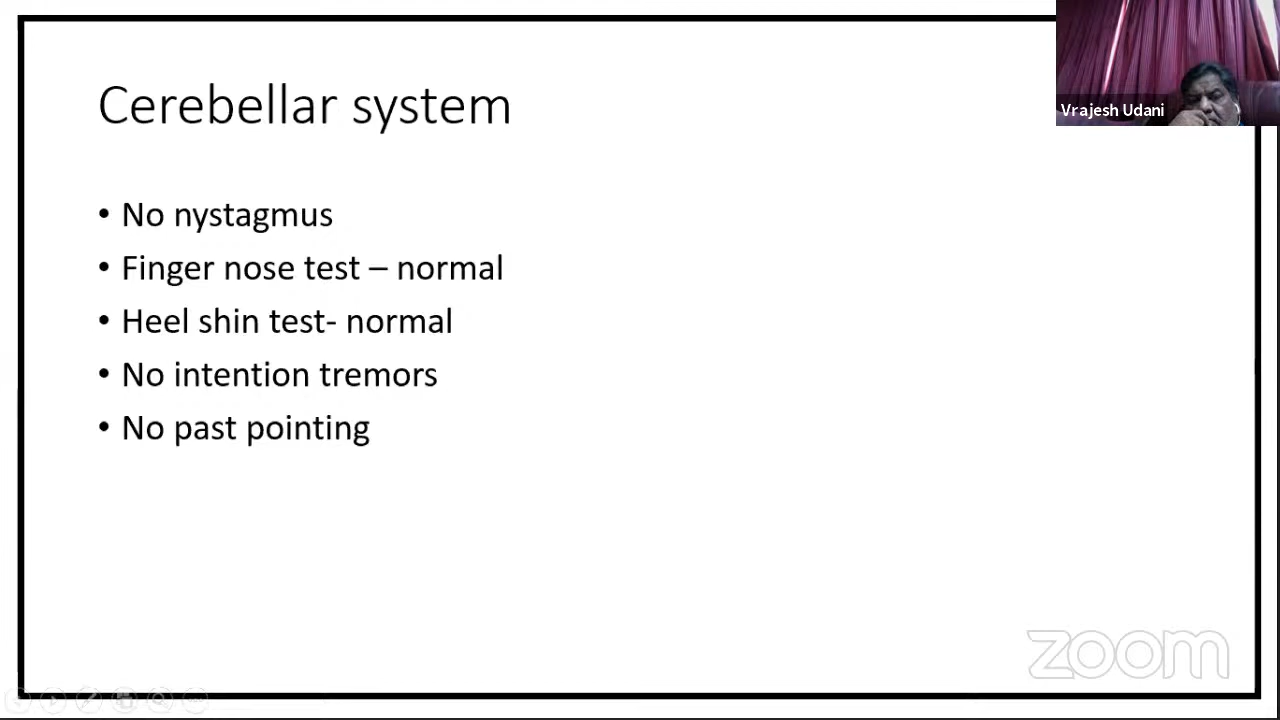 Cerebellar system
Vrajesh Udani
• No nystagmus
• Finger nose test – normal
• Heel shin test- normal
• No intention tremors
• No past pointing
zoom